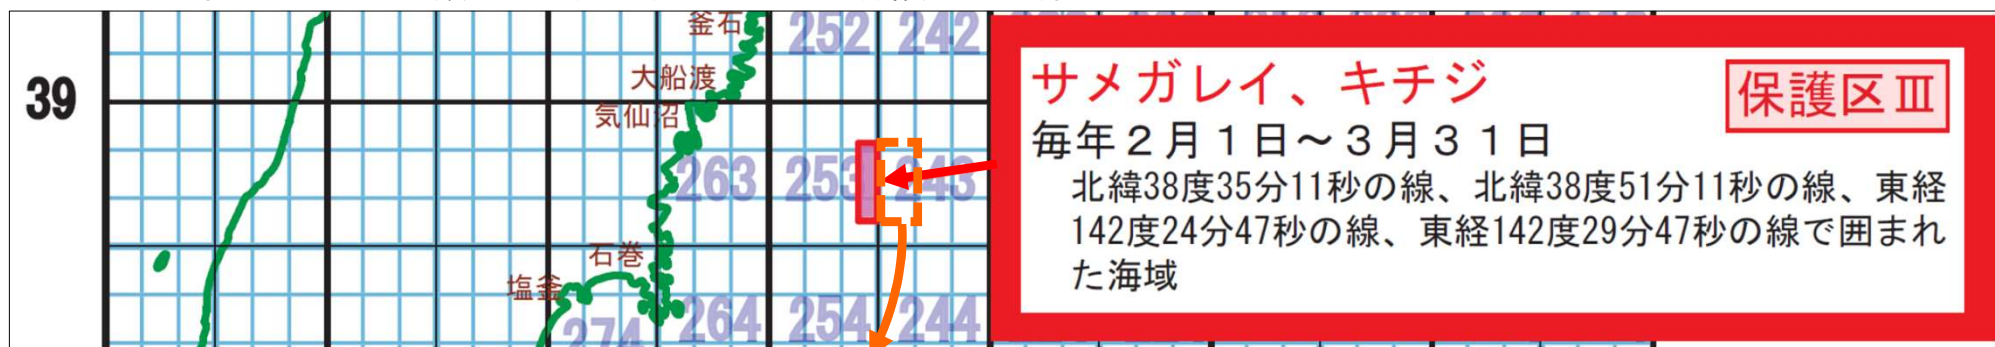 釜石
252 242
大船渡
39
気仙沼
263 253 243
石巻
塩釜
274 264 254 244
サメガレイ、キチジ
保護区Ⅲ
毎年2月1日~3月31日
北緯38度35分11秒の線、北緯38度51分11秒の線、東経
142度24分47秒の線、東経142度29分47秒の線で囲まれ
た海域